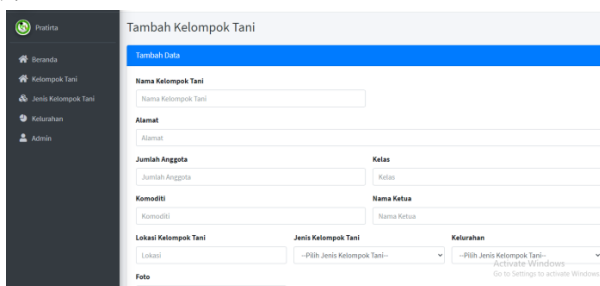 Pratirta
Tambah Kelompok Tani
Beranda
Kelompok Tani
Jenis Kelompok Tani
Kelurahan
Admin
Tambah Data
Nama Kelompok Tani
Nama Kelompok Tani
Alamat
Alamat
Jumlah Anggota
Kelas
Jumlah Anggota
Kelas
Komoditi
Nama Ketua
Komoditi
Nama Ketua
Lokasi Kelompok Tani
Jenis Kelompok Tani
Kelurahan
Lokasi
--Pilih Jenis Kelompok Tani--
--Pilih Jenis Kelompok Tani--
Foto
Activate Windows
Go to Settings to activate Windows.